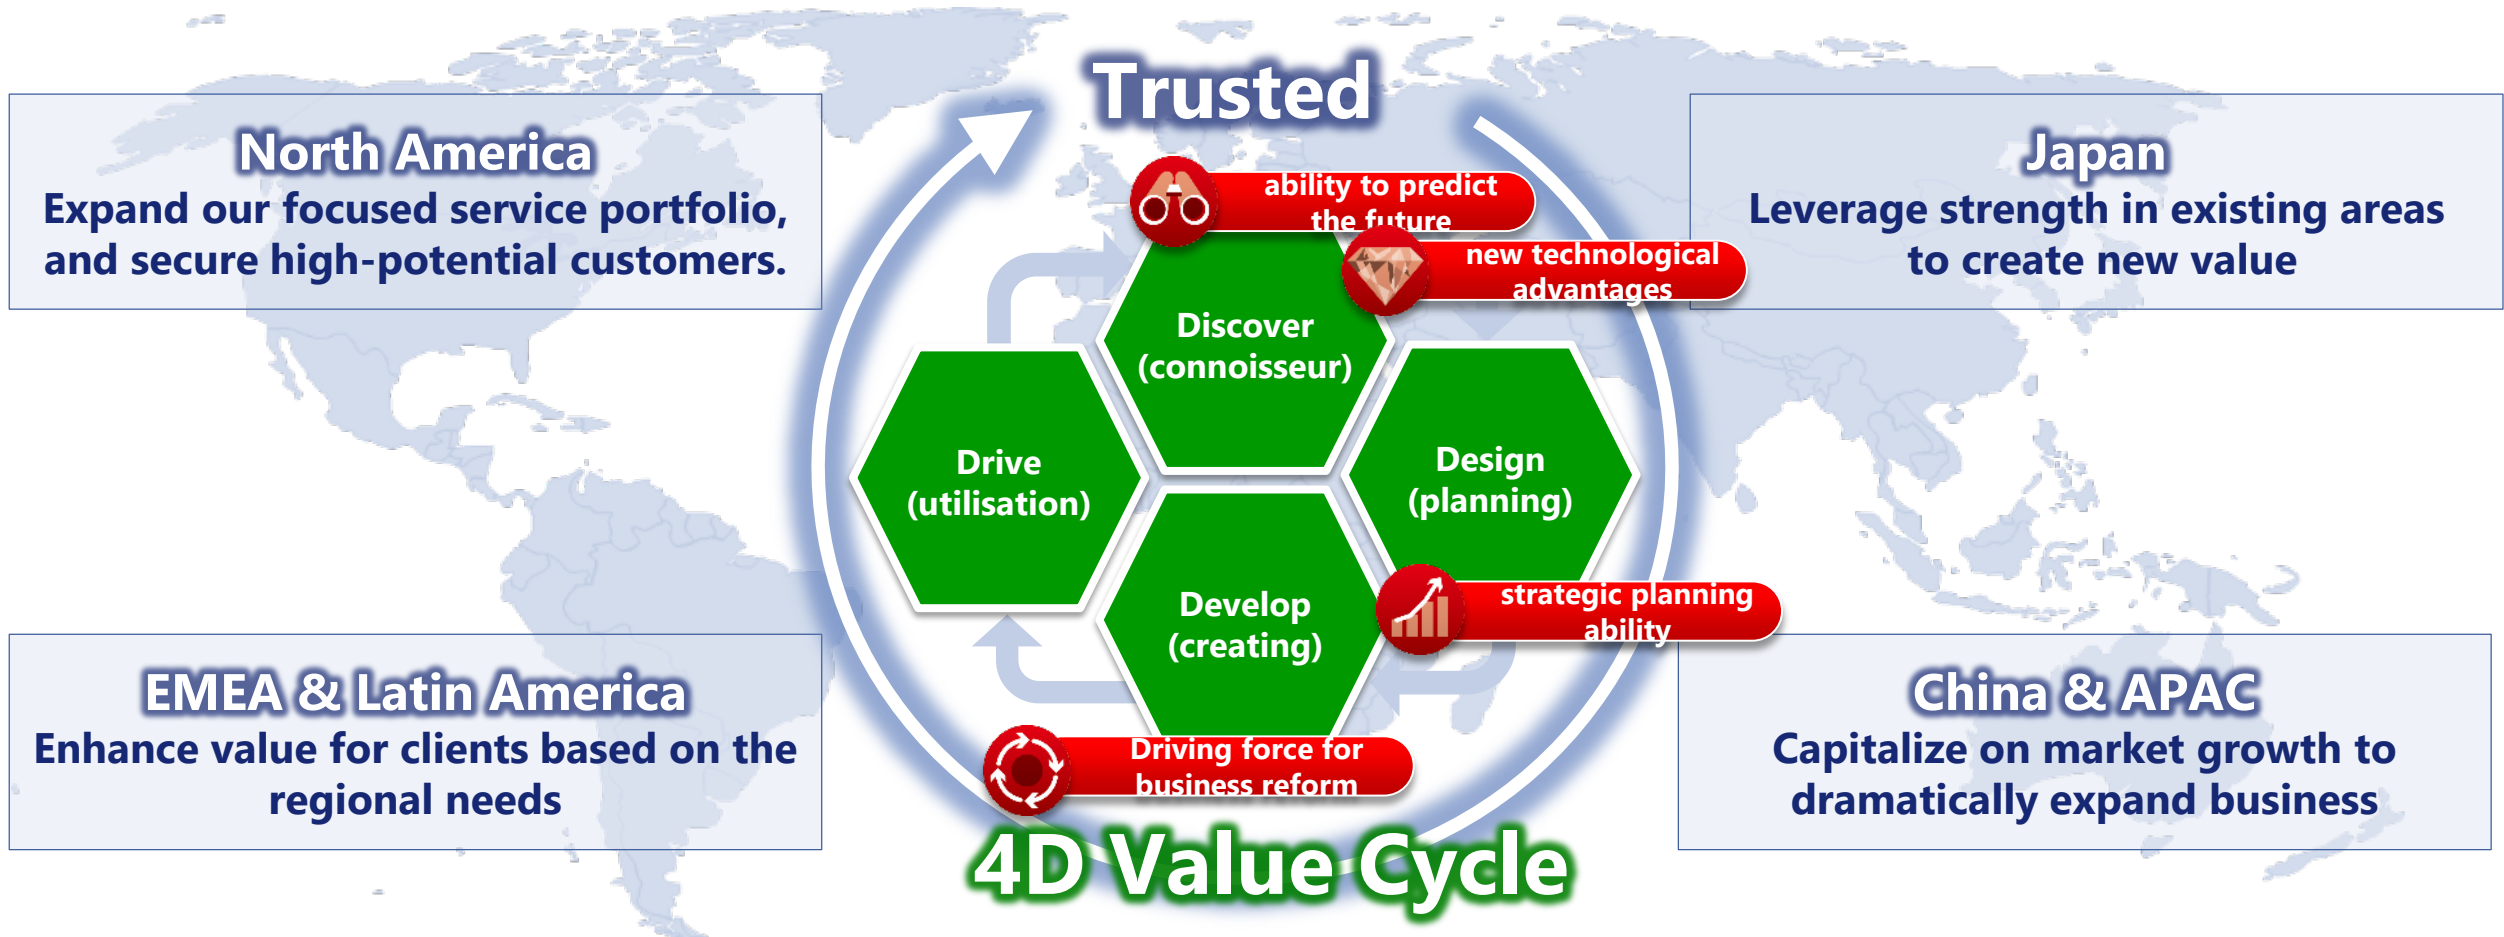 Trusted
North America
Expand our focused service portfolio,
and secure high-potential customers.
Japan
Leverage strength in existing areas
to create new value
ability to predict
the future
new technological
advantages
Discover
(connoisseur)
Drive
(utilisation)
Design
(planning)
Develop
(creating)
strategic planning
ability
EMEA & Latin America
Enhance value for clients based on the
regional needs
China & APAC
Capitalize on market growth to
dramatically expand business
Driving force for
business reform
4D Value Cycle